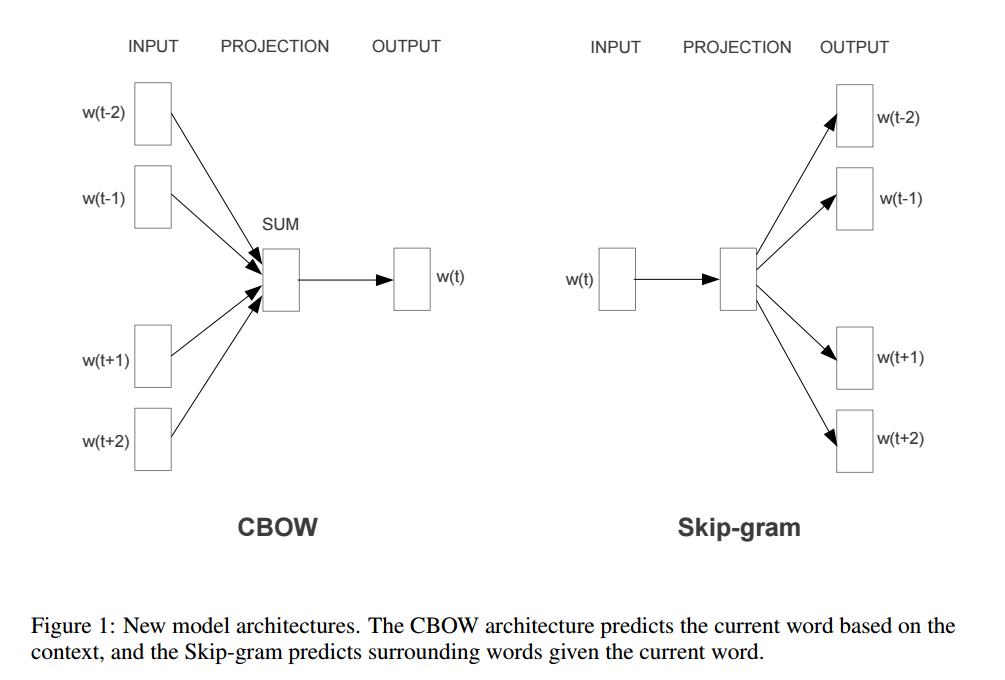 INPUT PROJECTION OUTPUT
w(t-2)
w(t-1)
SUM
w(t)
w(t+1)
w(t+2)
CBOW
INPUT PROJECTION OUTPUT
w(t-2)
w(t-1)
w(t)
w(t+1)
w(t+2)
Skip-gram
Figure 1: New model architectures. The CBOW architecture predicts the current word based on the
context, and the Skip-gram predicts surrounding words given the current word.